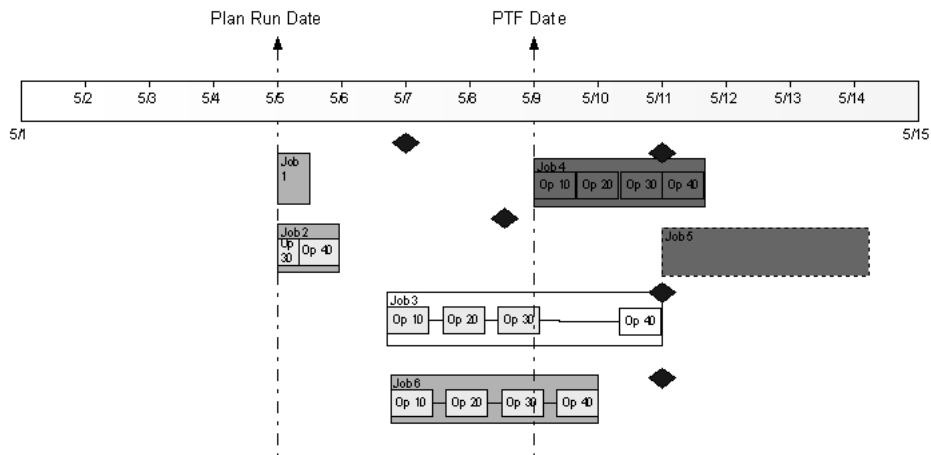 Plan Run Date PTF Date
5/2 5/3 5/4 5/5 5/6 5/7 5/8 5/9 5/10 5/11 5/12 5/13 5/14
5/1 5/15
Job
1
Job 4
Op 10 Op 20 Op 30 Op 40
Job 2
Op
30
Op 40
Job 5
Job 3
Op 10 Op 20 Op 30 Op 40
Job 6
Op 10 Op 20 Op 30 Op 40